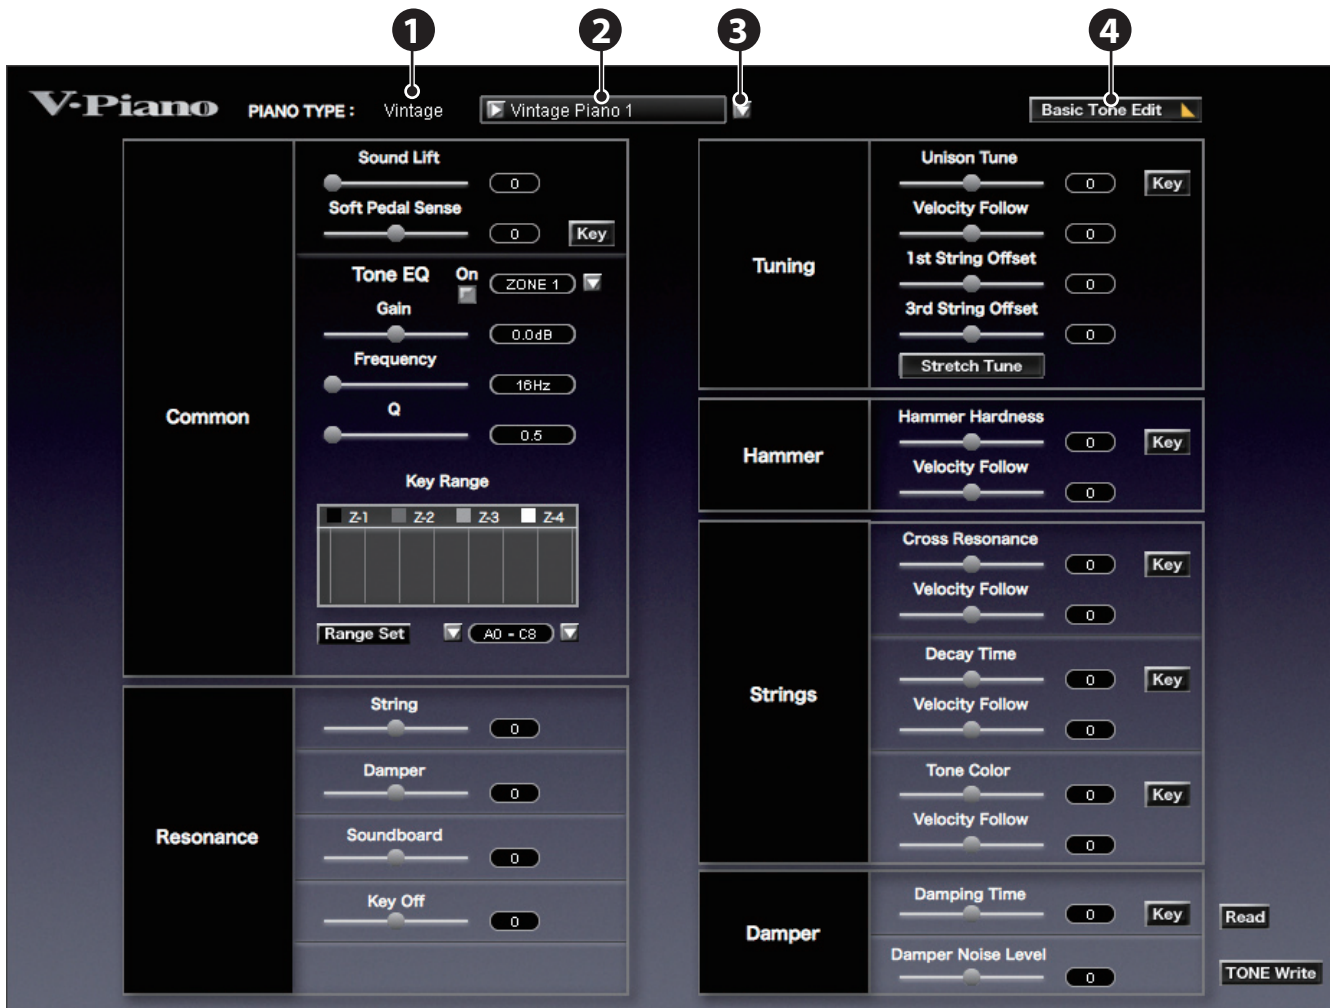 1 2 3 4
V-Piano PIANO TYPE : Vintage Vintage Piano 1 Basic Tone Edit
Common
Sound Lift
0
Soft Pedal Sense
0 Key
Tone EQ On ZONE 1
Gain
0.0dB
Frequency
16Hz
Q
0.5
Key Range
Z-1 Z-2 Z-3 Z-4
Range Set A0 - C8
Resonance
String
0
Damper
0
Soundboard
0
Key Off
0
Tuning
Unison Tune
0 Key
Velocity Follow
0
1st String Offset
0
3rd String Offset
0
Stretch Tune
Hammer
Hammer Hardness
0 Key
Velocity Follow
0
Strings
Cross Resonance
0 Key
Velocity Follow
0
Decay Time
0 Key
Velocity Follow
0
Tone Color
0 Key
Velocity Follow
0
Damper
Damping Time
0 Key
Damper Noise Level
0
Read
TONE Write